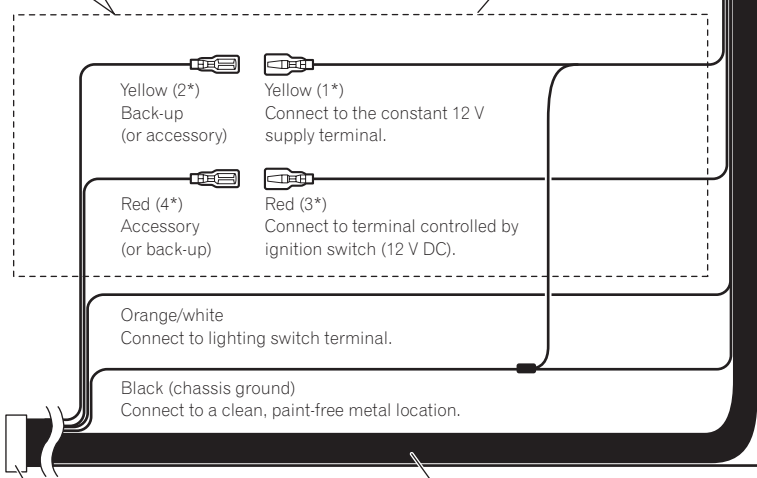 Yellow (2*)
Back-up
(or accessory)
Yellow (1*)
Connect to the constant 12 V
supply terminal.
Red (4*)
Accessory
(or back-up)
Red (3*)
Connect to terminal controlled by
ignition switch (12 V DC).
Orange/white
Connect to lighting switch terminal.
Black (chassis ground)
Connect to a clean, paint-free metal location.